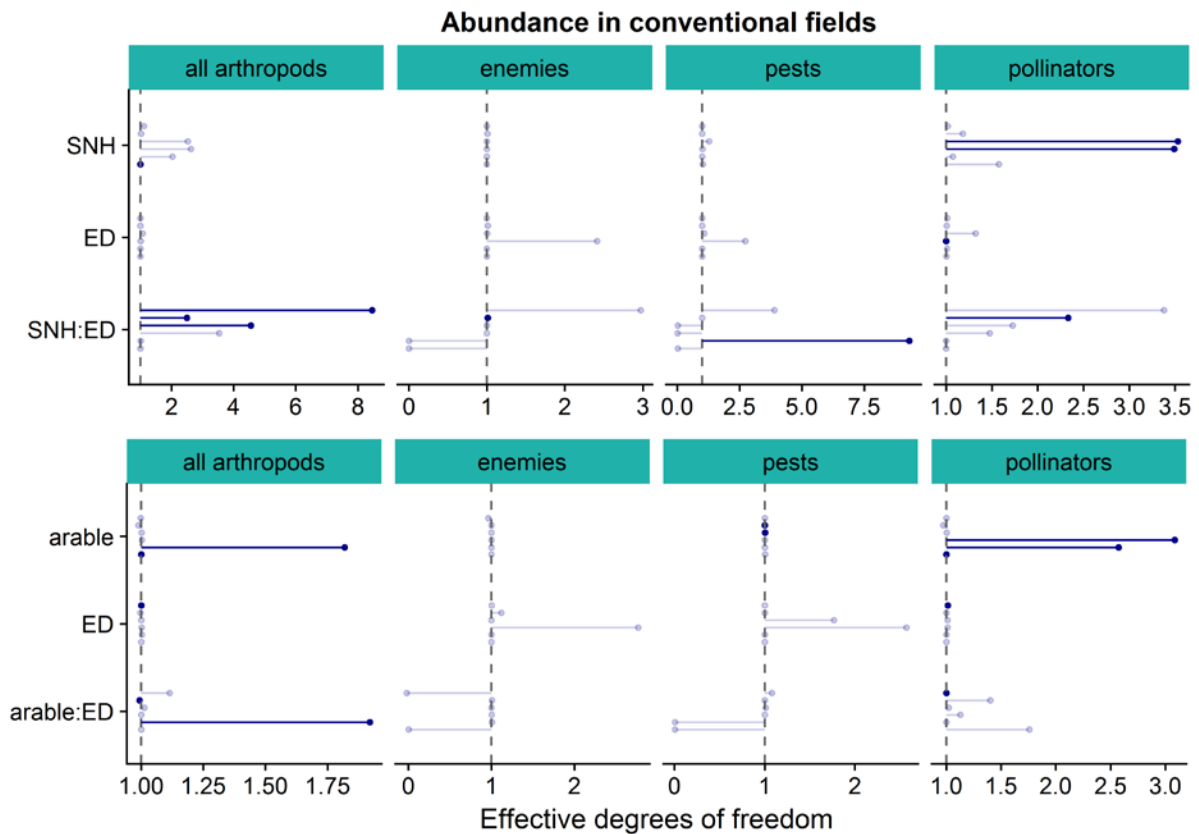 Abundance in conventional fields
all arthropods enemies pests pollinators
SNH
ED
SNH:ED
2 4 6 8 0 1 2 3 0.0 2.5 5.0 7.5 1.0 1.5 2.0 2.5 3.0 3.5
all arthropods enemies pests pollinators
arable
ED
arable:ED
1.00 1.25 1.50 1.75 0 1 2 0 1 2 1.0 1.5 2.0 2.5 3.0
Effective degrees of freedom